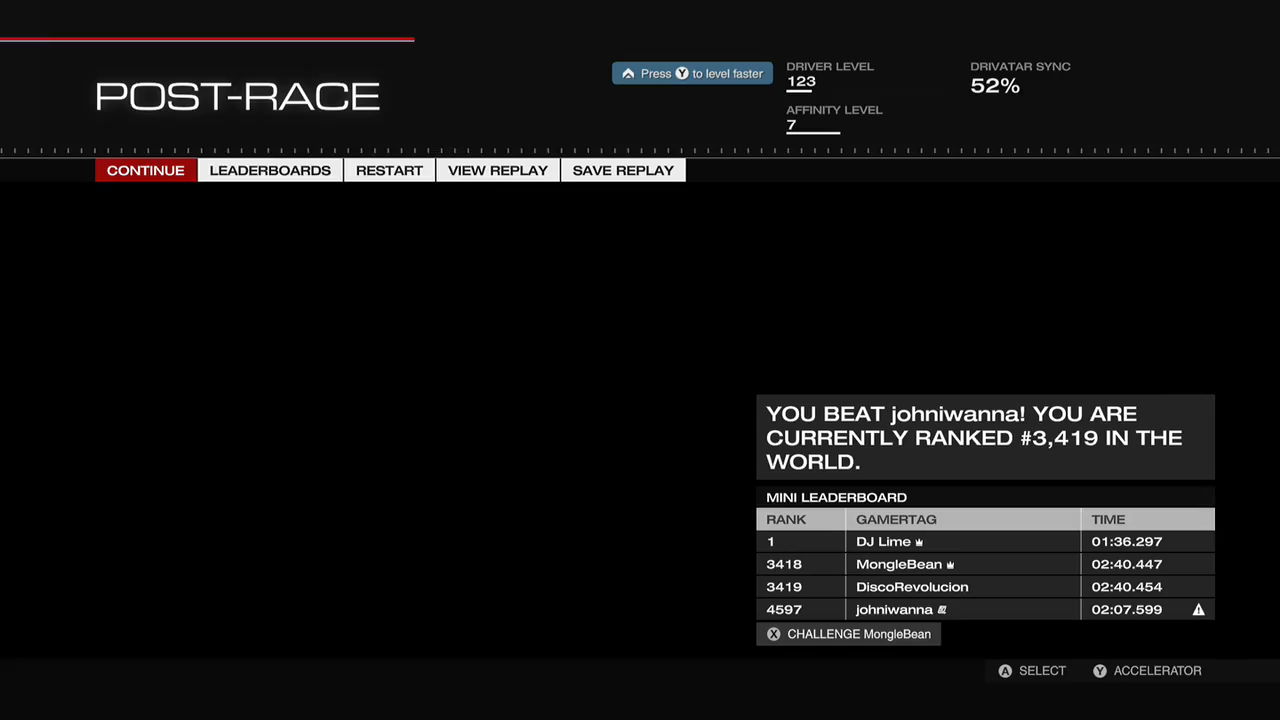 POST-RACE
Press Y to level faster
DRIVER LEVEL
123
AFFINITY LEVEL
7
DRIVATAR SYNC
52%
CONTINUE LEADERBOARDS RESTART VIEW REPLAY SAVE REPLAY
YOU BEAT johniwanna! YOU ARE
CURRENTLY RANKED #3,419 IN THE
WORLD.
MINI LEADERBOARD
RANK GAMERTAG TIME
1 DJ Lime 01:36.297
3418 MongleBean 02:40.447
3419 DiscoRevolucion 02:40.454
4597 johniwanna 02:07.599
X CHALLENGE MongleBean
A SELECT Y ACCELERATOR